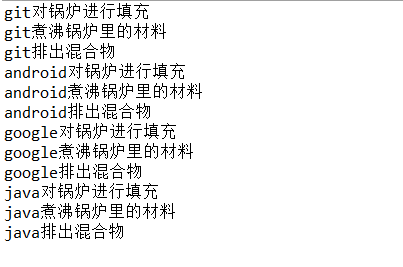 git对锅炉进行填充
git煮沸锅炉里的材料
git排出混合物
android对锅炉进行填充
android煮沸锅炉里的材料
android排出混合物
google对锅炉进行填充
google煮沸锅炉里的材料
google排出混合物
java对锅炉进行填充
java煮沸锅炉里的材料
java排出混合物